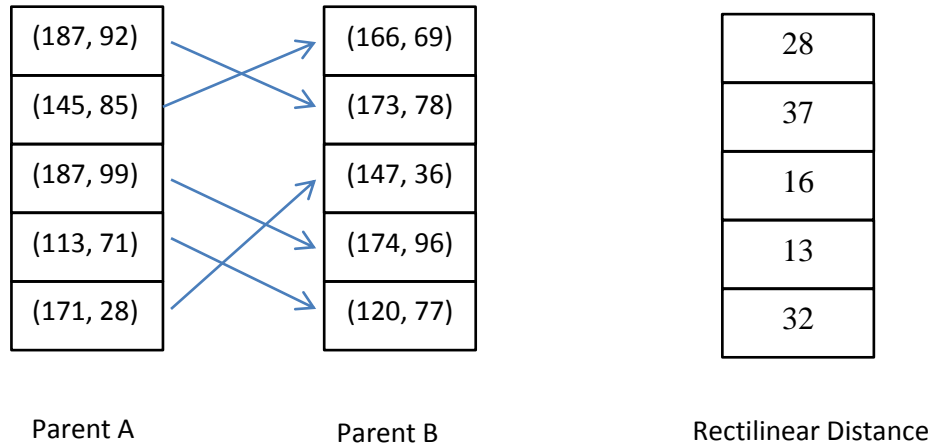 (187, 92) (166, 69) 28
(145, 85) (173, 78) 37
(187, 99) (147, 36) 16
(113, 71) (174, 96) 13
(171, 28) (120, 77) 32
Parent A Parent B Rectilinear Distance